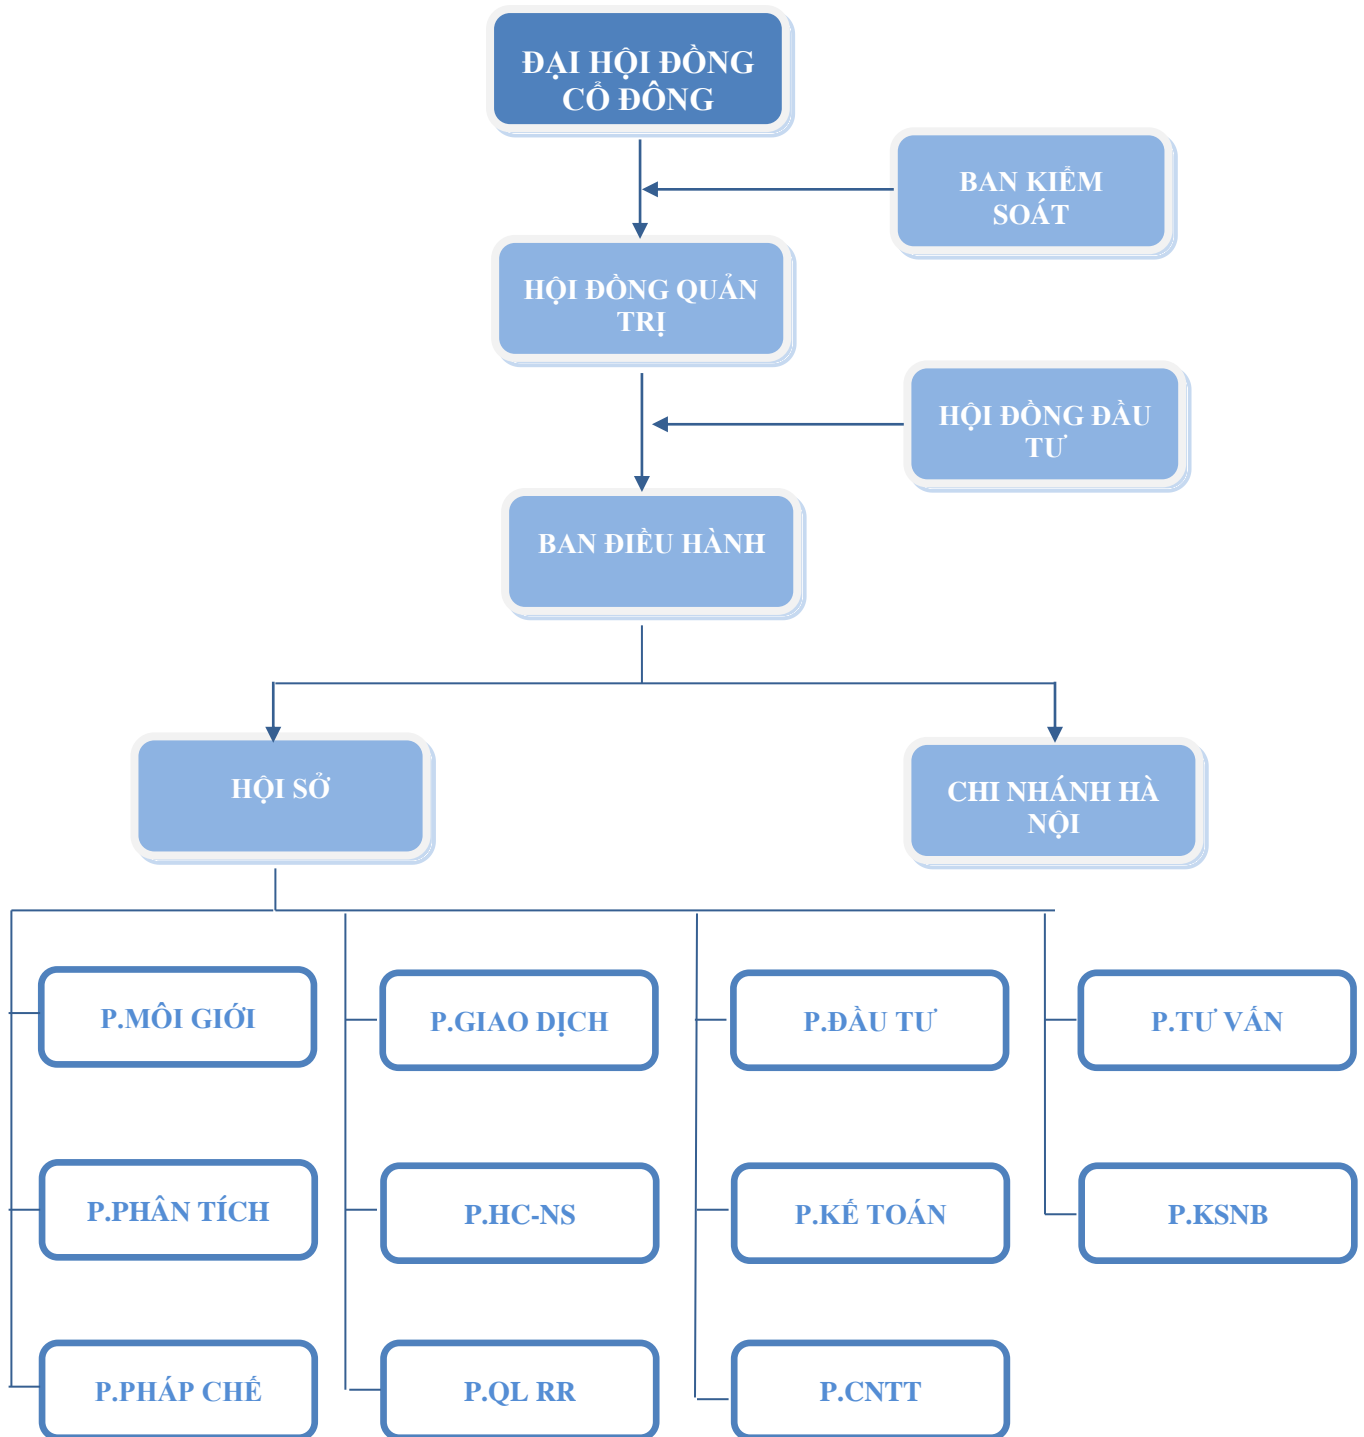 ĐẠI HỘI ĐỒNG
CỔ ĐÔNG
BAN KIỂM
SOÁT
HỘI ĐỒNG QUẢN
TRỊ
HỘI ĐỒNG ĐẦU
TƯ
BAN ĐIỀU HÀNH
HỘI SỞ
CHI NHÁNH HÀ
NỘI
P.MÔI GIỚI
P.GIAO DỊCH
P.ĐẦU TƯ
P.TƯ VẤN
P.PHÂN TÍCH
P.HC-NS
P.KẾ TOÁN
P.KSNB
P.PHÁP CHẾ
P.QL RR
P.CNTT